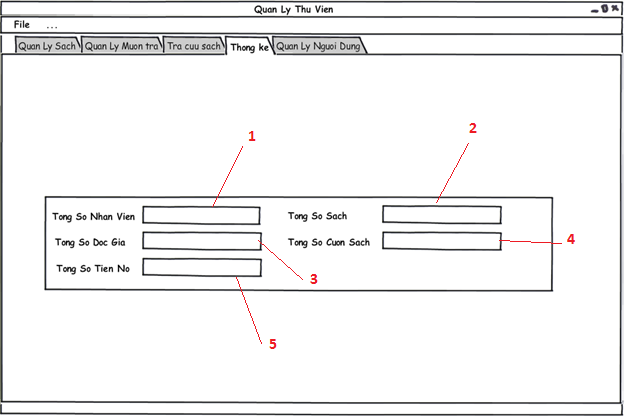 Quan Ly Thu Vien
File ...
Quan Ly Sach Quan Ly Muon tra Tra cuu sach Thong ke Quan Ly Nguoi Dung
1
2
Tong So Nhan Vien Tong So Sach
Tong So Doc Gia Tong So Cuon Sach
4
Tong So Tien No
3
5